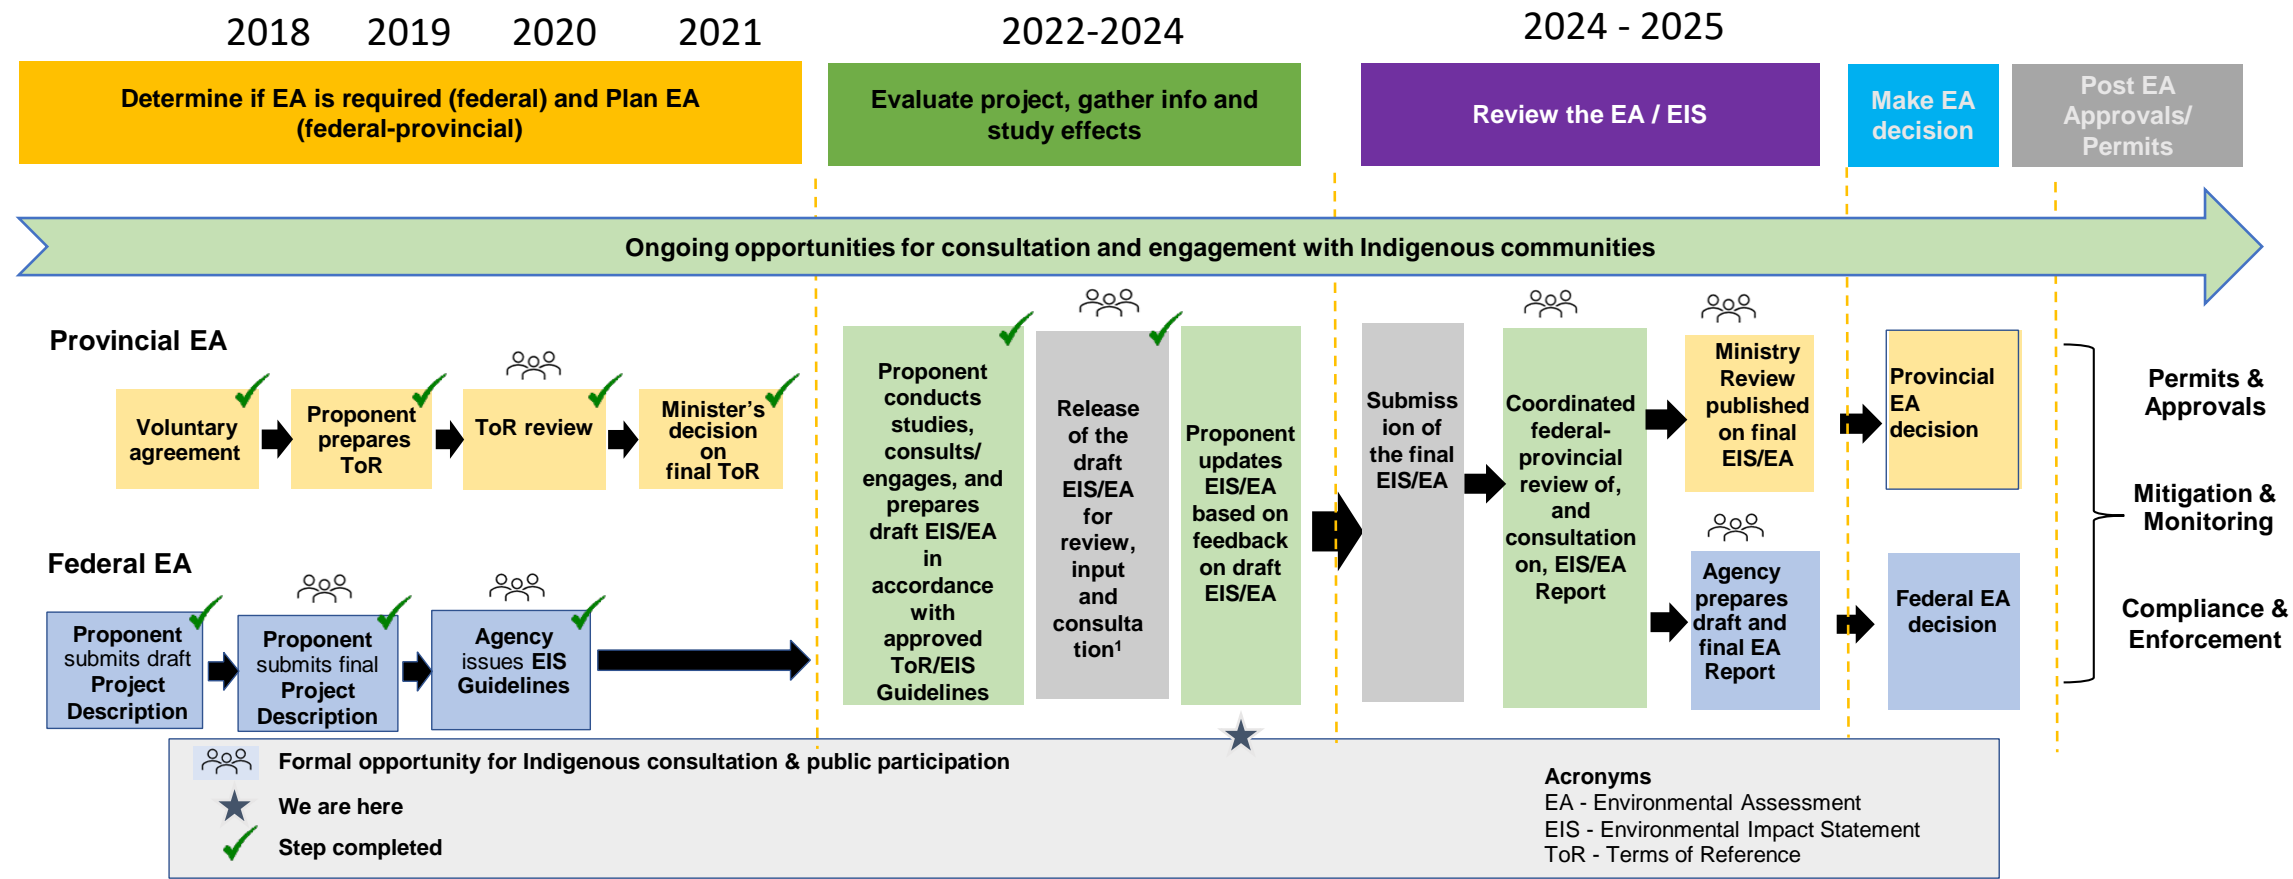 2018 2019 2020 2021 2022-2024 2024 - 2025
Determine if EA is required (federal) and Plan EA
(federal-provincial)
Evaluate project, gather info and
study effects
Review the EA / EIS
Make EA
decision
Post EA
Approvals/
Permits
Ongoing opportunities for consultation and engagement with Indigenous communities
Provincial EA
Voluntary
agreement
Proponent
prepares
ToR
ToR review
Minister's
decision
on
final ToR
Federal EA
Proponent
submits draft
Project
Description
Proponent
submits final
Project
Description
Agency
issues EIS
Guidelines
Proponent
conducts
studies,
consults/
engages, and
prepares
draft EIS/EA
in
accordance
with
approved
ToR/EIS
Guidelines
Release
of the
draft
EIS/EA
for
review,
input
and
consulta
tion¹
Proponent
updates
EIS/EA
based on
feedback
on draft
EIS/EA
Submiss
ion of
the final
EIS/EA
Coordinated
federal-
provincial
review of,
and
consultation
on, EIS/EA
Report
Ministry
Review
published
on final
EIS/EA
Agency
prepares
draft and
final EA
Report
Provincial
EA
decision
Federal EA
decision
Permits &
Approvals
Mitigation &
Monitoring
Compliance &
Enforcement
Formal opportunity for Indigenous consultation & public participation
We are here
Step completed
Acronyms
EA - Environmental Assessment
EIS - Environmental Impact Statement
ToR - Terms of Reference